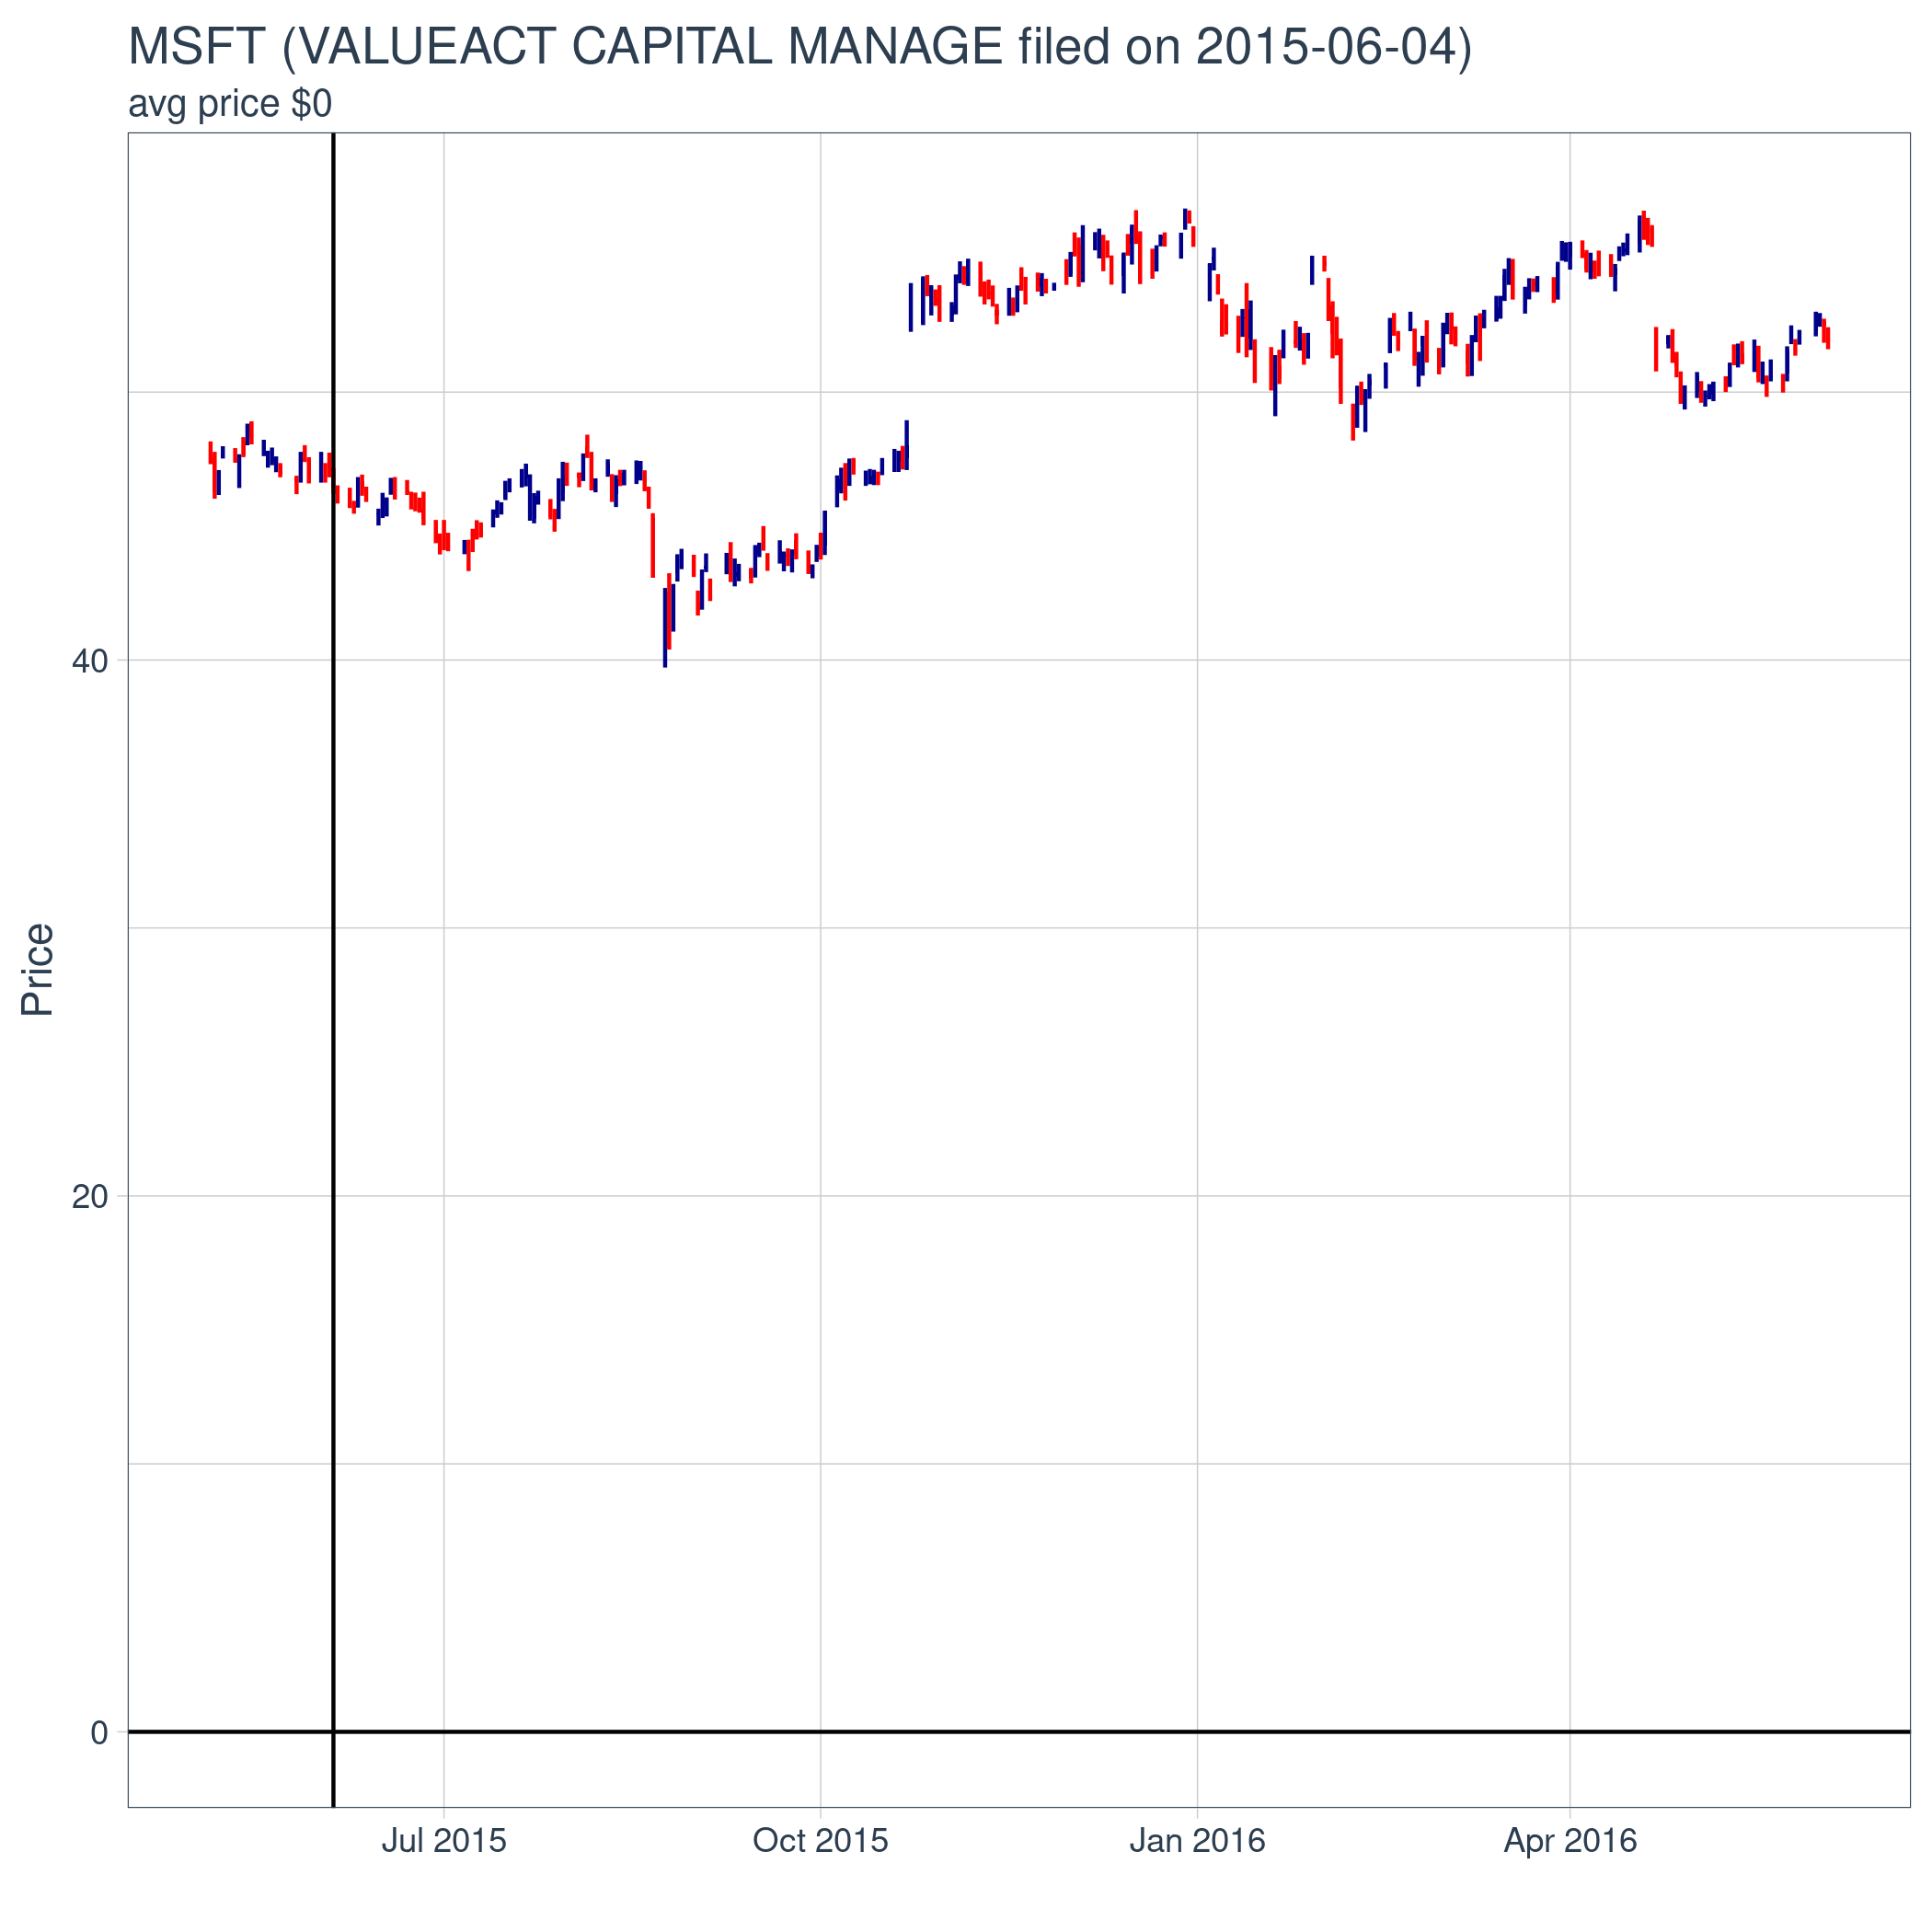 MSFT (VALUEACT CAPITAL MANAGE filed on 2015-06-04)
avg price $0
Price
40
20
0
Jul 2015 Oct 2015 Jan 2016 Apr 2016